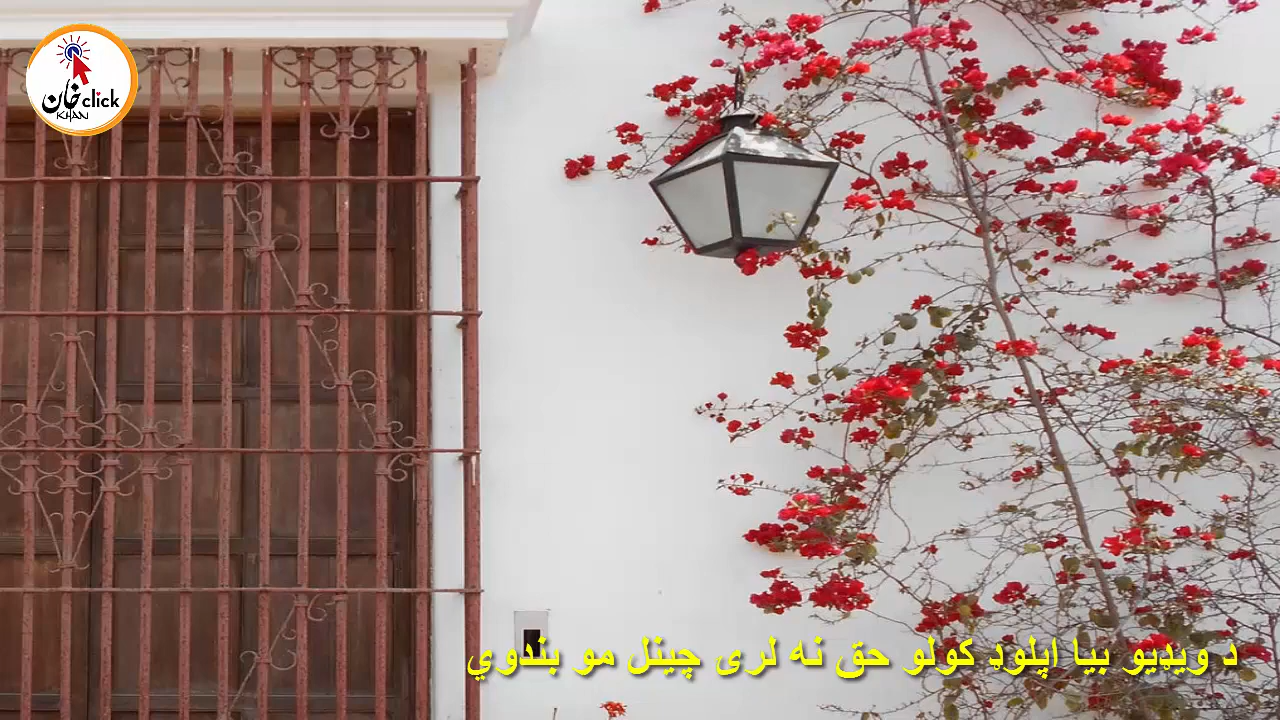 خان click
KHAN
د ویډیو بیا اپلوډ کولو حق نه لری چینل مو بندوي